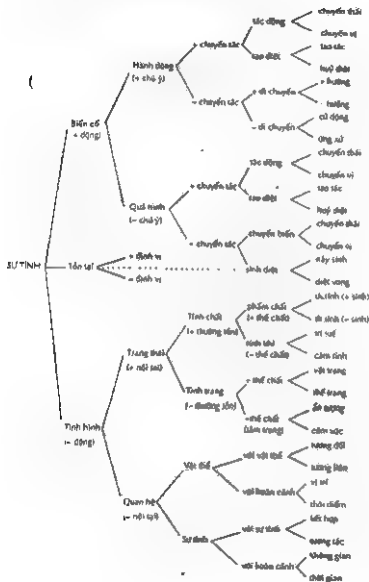 tác động
chuyển thái
chuyển vị
+ chuyển tác
tạo diệt
tạo tác
huỷ diệt
Hành động
(+ chủ ý)
− chuyển tác
+ di chuyển
+ hướng
− hướng
− di chuyển
cử động
ứng xử
Biến cố
(+ động)
Quá trình
(− chủ ý)
+ chuyển tác
tác động
chuyển thái
chuyển vị
tạo diệt
tạo tác
huỷ diệt
− chuyển tác
chuyển biến
chuyển thái
chuyển vị
sinh diệt
nảy sinh
diệt vong
SỰ TÌNH
Tồn tại
+ định vị
− định vị
Tình hình
(− động)
Trạng thái
(+ nội tại)
Tính chất
(+ thường tồn)
phẩm chất
(+ thể chất)
(− thể chất)
trí tuệ
cảm tính
Tình trạng
(− thường tồn)
+ thể chất
vật trạng
thể trạng
− thể chất
(tâm trạng)
ấn tượng
cảm xúc
Quan hệ
(− nội tại)
Vật thể
với vật thể
tương đối
tương liên
với hoàn cảnh
vị trí
thời điểm
Sự tình
với sự tình
kết hợp
tương tác
với hoàn cảnh
không gian
thời gian